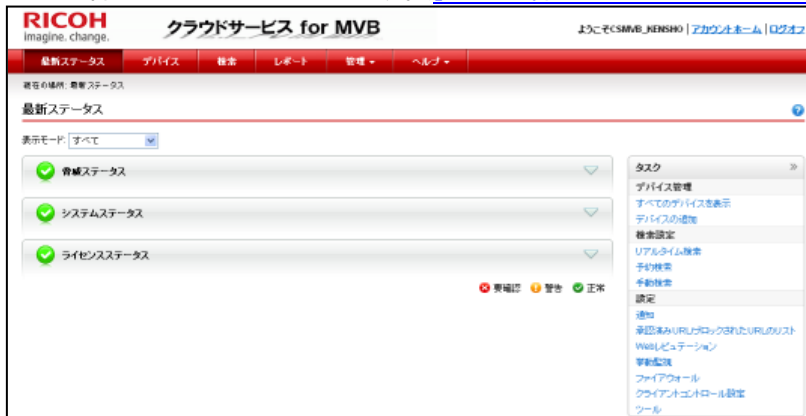 RICOH
imagine. change.
クラウドサービス for MVB
ようこそCSMVB_KENSHO | アカウントホーム | ログオフ
最新ステータス デバイス 検索 レポート 管理 ヘルプ
現在の場所: 最新ステータス
最新ステータス
表示モード: すべて
脅威ステータス
システムステータス
ライセンスステータス
要確認 警告 正常
タスク »
デバイス管理
すべてのデバイスを表示
デバイスの追加
検索設定
リアルタイム検索
予約検索
手動検索
設定
通知
承認済みURL/ブロックされたURLのリスト
Webレピュテーション
挙動監視
ファイアウォール
クライアントコントロール設定
ツール